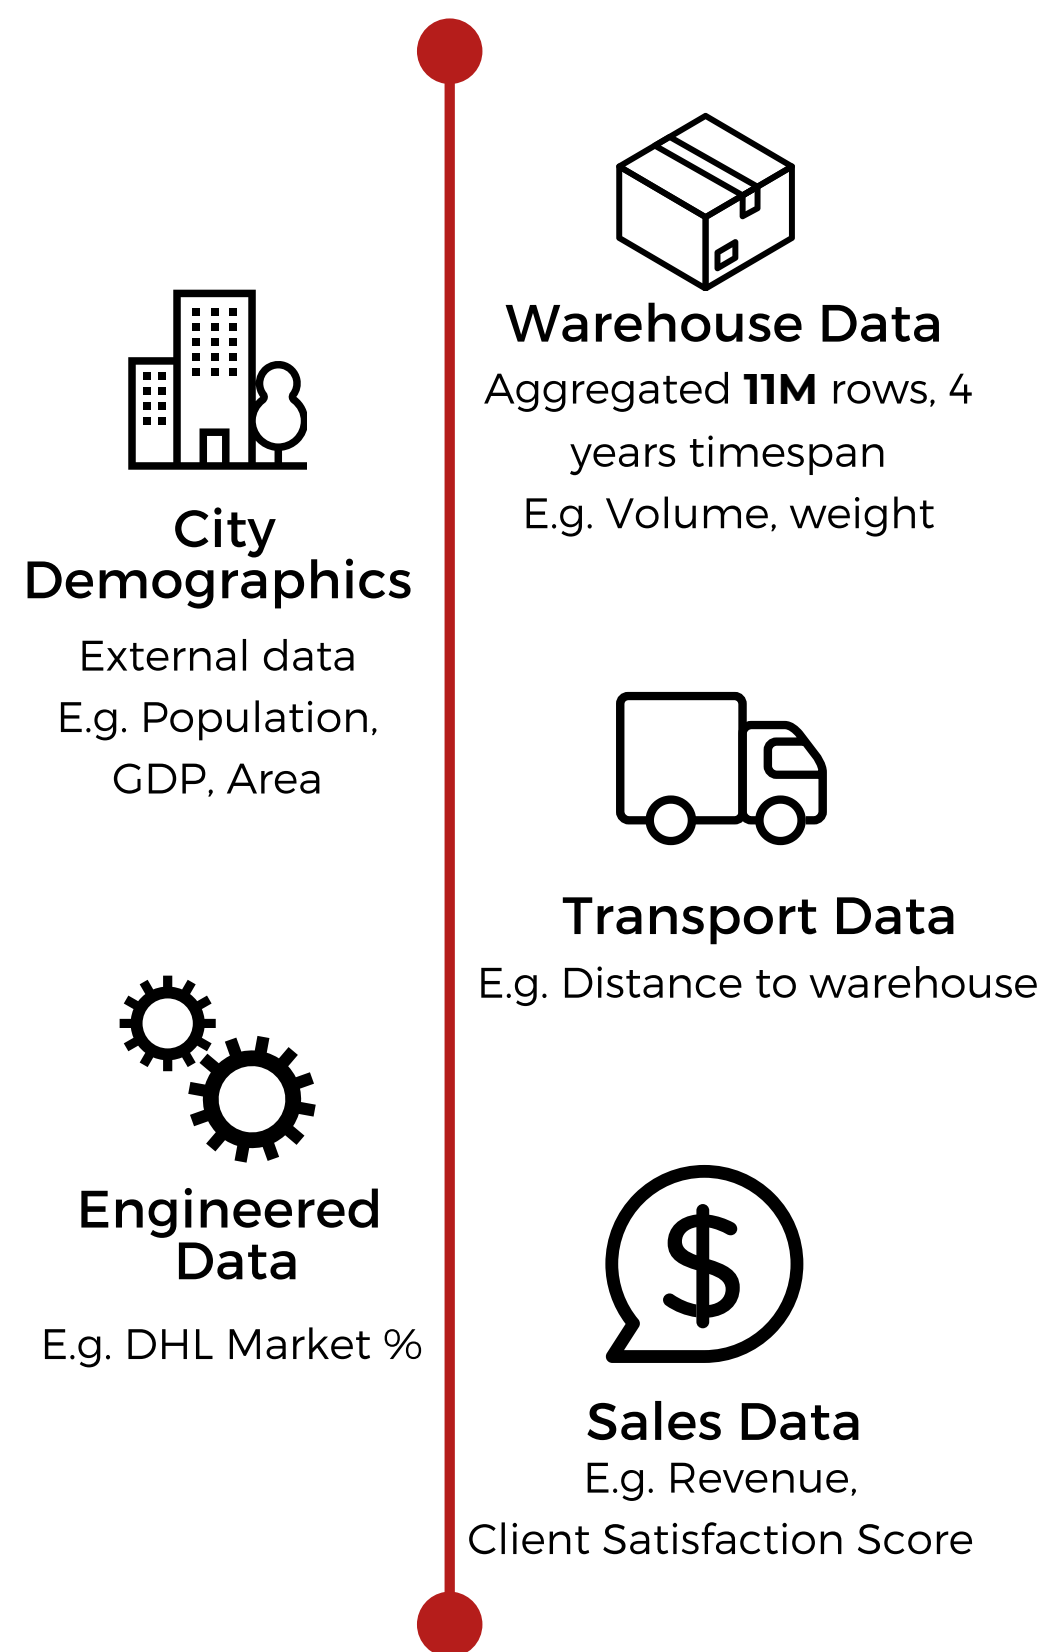 Warehouse Data
Aggregated 11M rows, 4
years timespan
E.g. Volume, weight
City
Demographics
External data
E.g. Population,
GDP, Area
Transport Data
E.g. Distance to warehouse
Engineered
Data
E.g. DHL Market %
$
Sales Data
E.g. Revenue,
Client Satisfaction Score